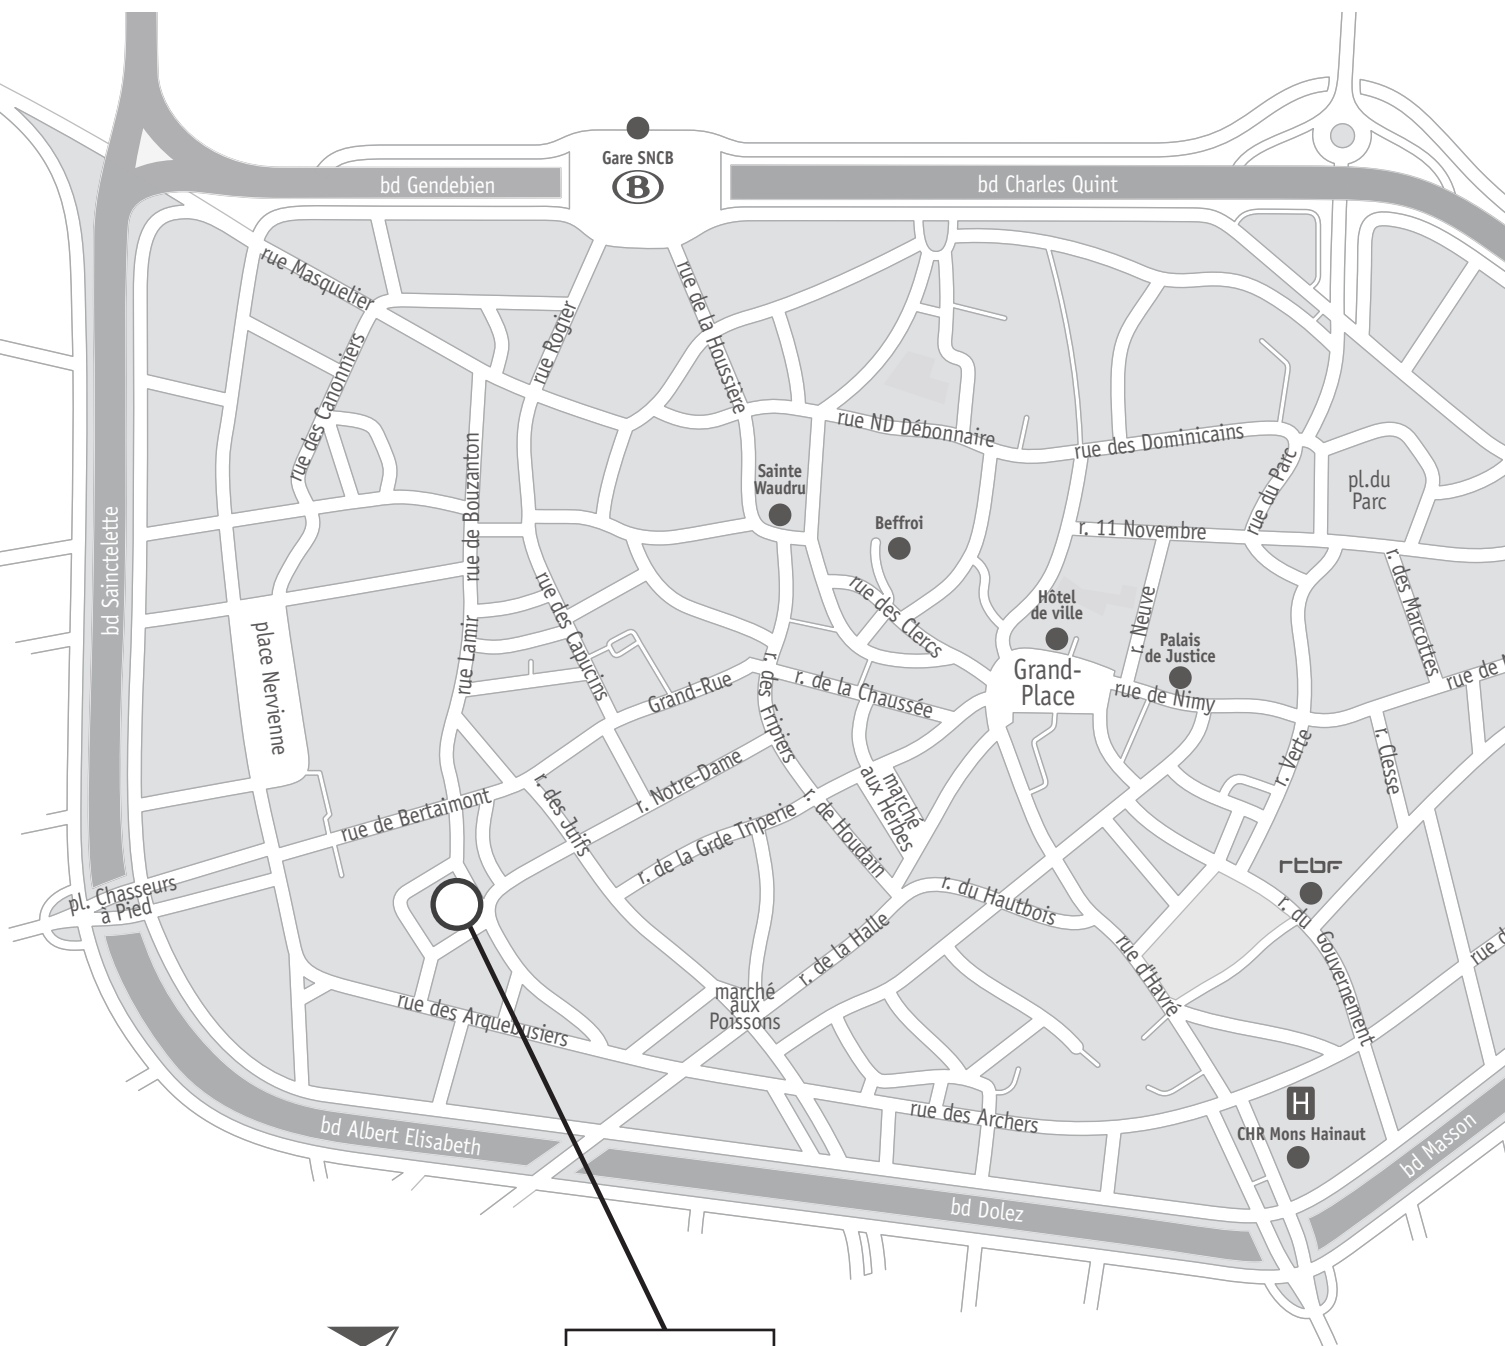 Gare SNCB
B
bd Gendebien
bd Charles Quint
rue Masquelier
rue de la Houssière
rue Rogier
rue des Canonniers
rue ND Débonnaire
rue des Dominicains
rue du Parc
pl.du
Parc
rue de Bouzanton
Sainte
Waudru
Beffroi
r. 11 Novembre
bd Sainctelette
rue des Capucins
rue des Clercs
Hôtel
de ville
r. Neuve
Palais
de Justice
r. des Marcottes
place Nervienne
rue Lamir
Grand-Rue
r. des Fripiers
r. de la Chaussée
Grand-
Place
rue de Nimy
rue de
r. Verte
r. Clesse
r. Notre-Dame
r. des Juifs
rue de Bertaimont
r. de la Grde Triperie
r. de Houdain
marché
aux Herbes
pl. Chasseurs
à Pied
rtbf
r. du Hautbois
r. du Gouvernement
r. de la Halle
rue d'Havré
rue d
marché
aux
Poissons
rue des Arquebusiers
rue des Archers
H
CHR Mons Hainaut
bd Albert Elisabeth
bd Masson
bd Dolez